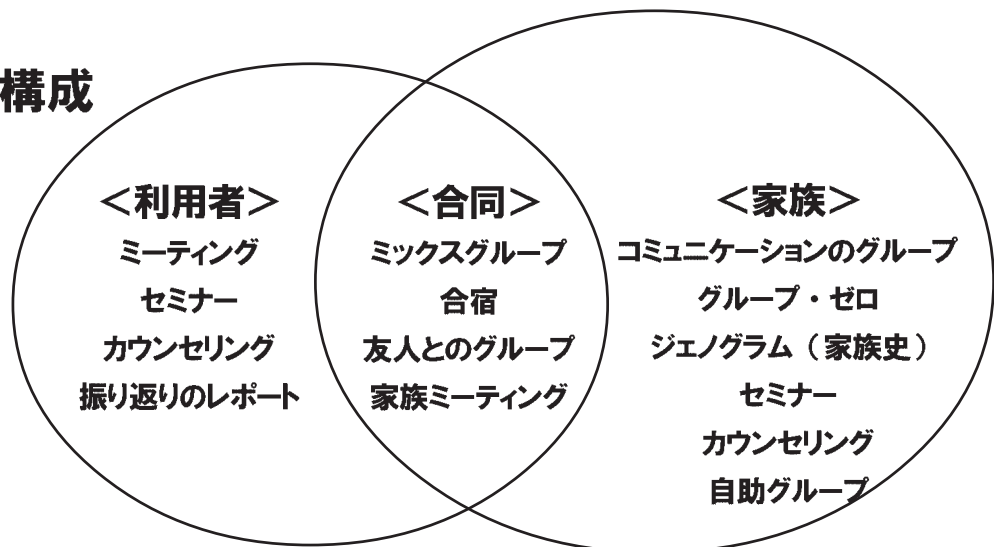 構成
<利用者>
ミーティング
セミナー
カウンセリング
振り返りのレポート
<合同>
ミックスグループ
合宿
友人とのグループ
家族ミーティング
<家族>
コミュニケーションのグループ
グループ・ゼロ
ジェノグラム(家族史)
セミナー
カウンセリング
自助グループ